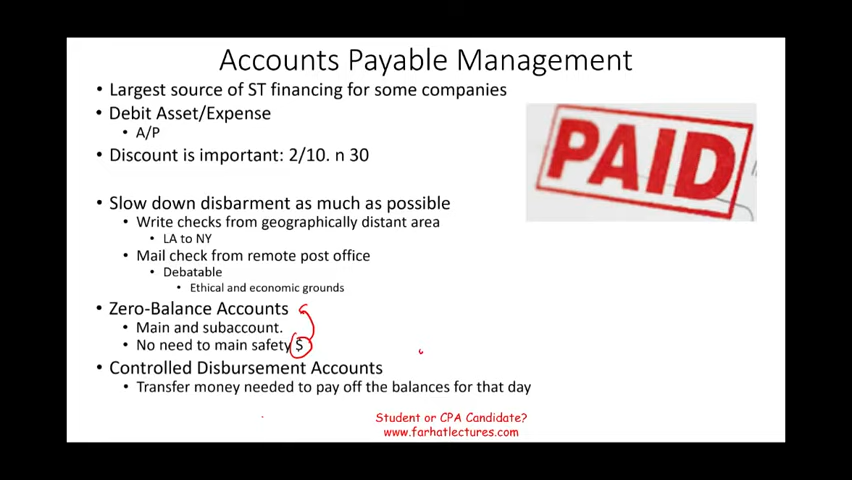 Accounts Payable Management
• Largest source of ST financing for some companies
• Debit Asset/Expense
• A/P
• Discount is important: 2/10. n 30
PAID
• Slow down disbarment as much as possible
• Write checks from geographically distant area
• LA to NY
• Mail check from remote post office
• Debatable
• Ethical and economic grounds
• Zero-Balance Accounts
• Main and subaccount.
• No need to main safety $
• Controlled Disbursement Accounts
• Transfer money needed to pay off the balances for that day
Student or CPA Candidate?
www.farhatlectures.com